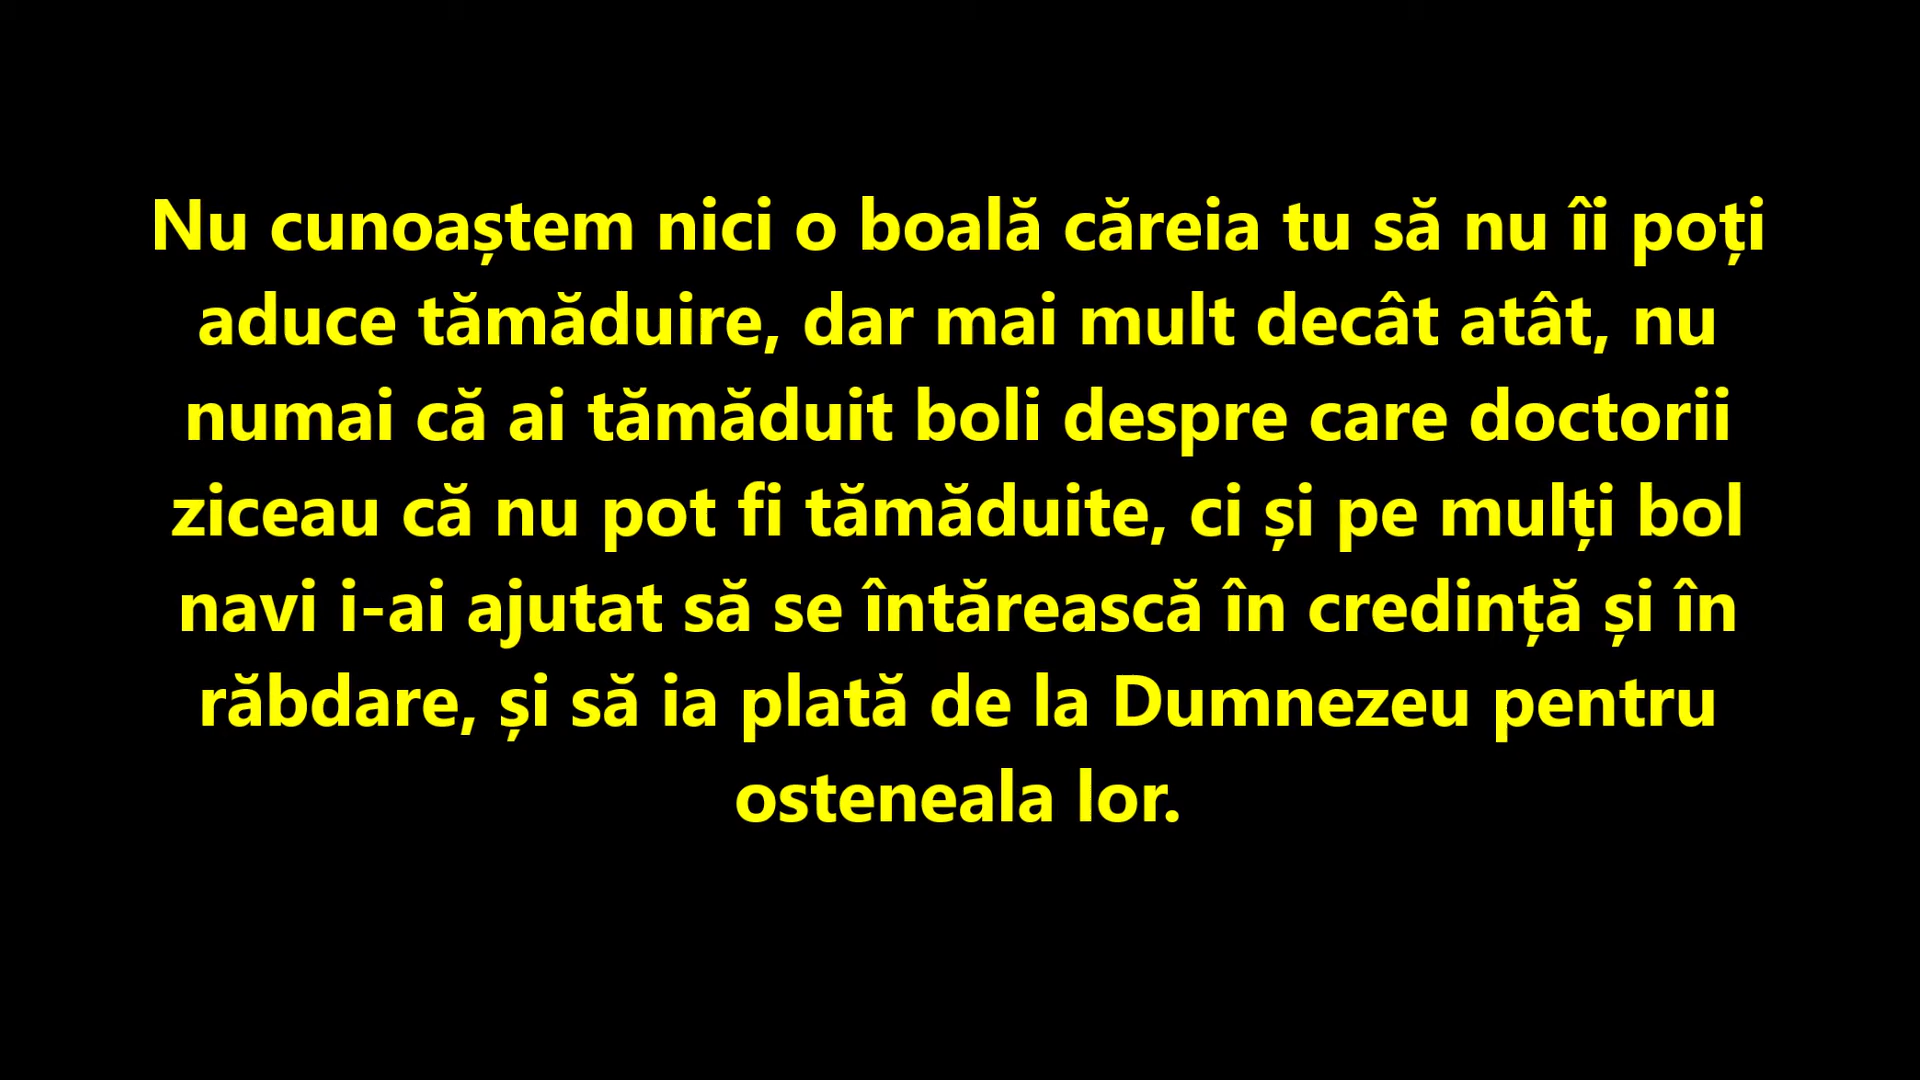 Nu cunoaștem nici o boală căreia tu să nu îi poți
aduce tămăduire, dar mai mult decât atât, nu
numai că ai tămăduit boli despre care doctorii
ziceau că nu pot fi tămăduite, ci și pe mulți bol
navi i-ai ajutat să se întărească în credință și în
răbdare, și să ia plată de la Dumnezeu pentru
osteneala lor.